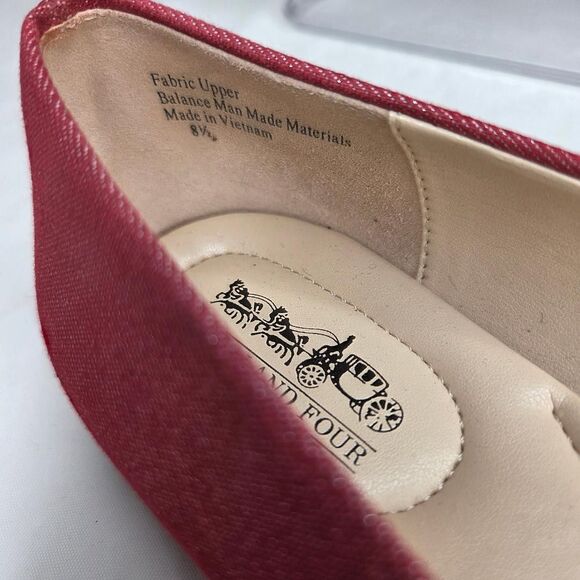 Fabric Upper
Balance Man Made Materials
Made in Vietnam
8½
AND FOUR